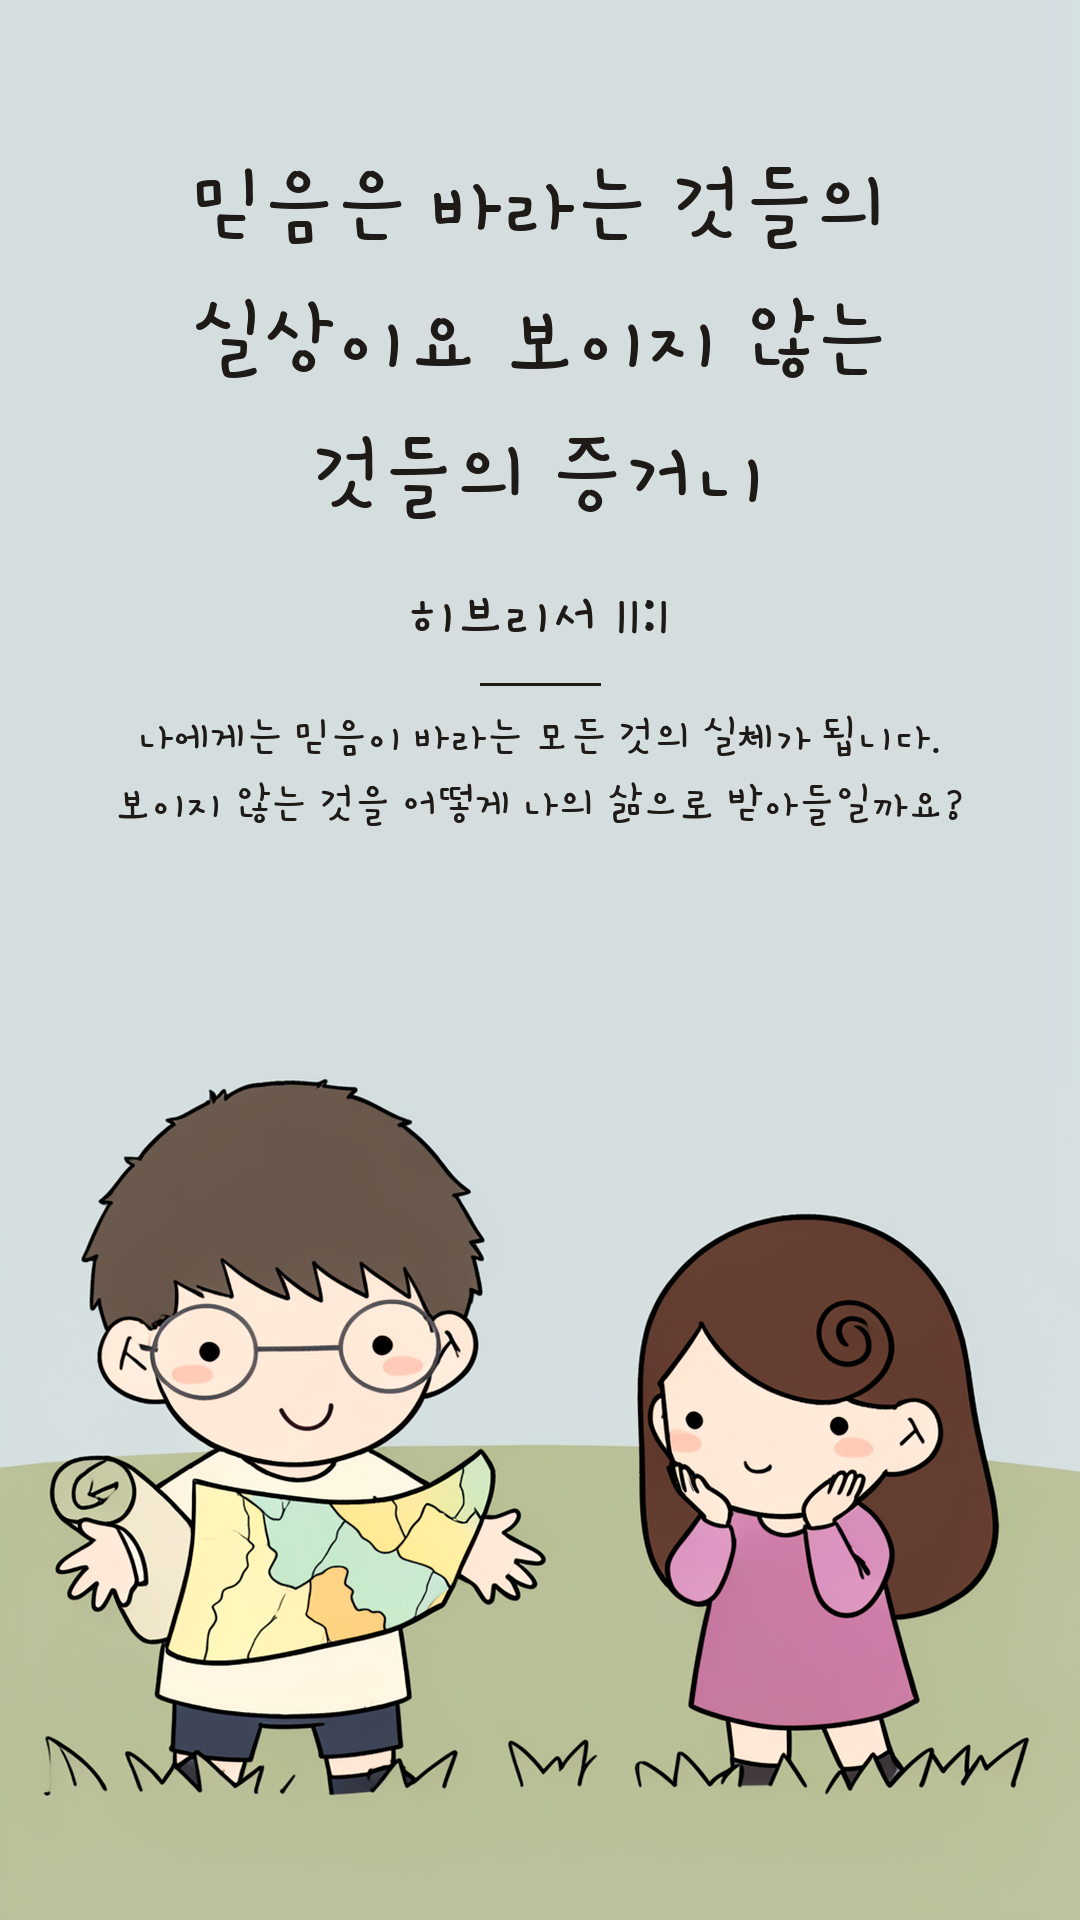 믿음은 바라는 것들의
실상이요 보이지 않는
것들의 증거니
히브리서 11:1
나에게는 믿음이 바라는 모든 것의 실체가 됩니다.
보이지 않는 것을 어떻게 나의 삶으로 받아들일까요?